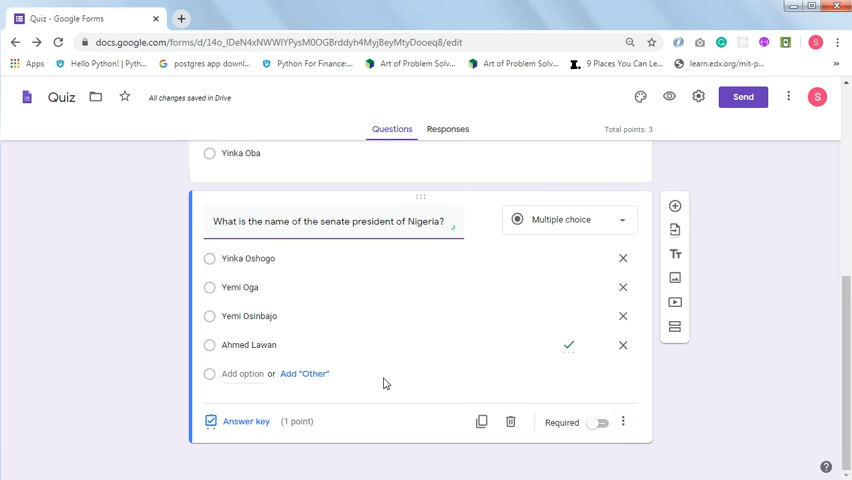 Quiz - Google Forms
docs.google.com/forms/d/14o_lDeN4xNWWlYPysM0OGBrddyh4MyjBeyMtyDooeq8/edit
Apps Hello Python! | Pyth... postgres app downl... Python For Finance:... Art of Problem Solv... Art of Problem Solv... 9 Places You Can Le... learn.edx.org/mit-p...
Quiz All changes saved in Drive Send S
Questions Responses Total points: 3
Yinka Oba
What is the name of the senate president of Nigeria? Multiple choice
Yinka Oshogo
Yemi Oga
Yemi Osinbajo
Ahmed Lawan
Add option or Add "Other"
Answer key (1 point) Required